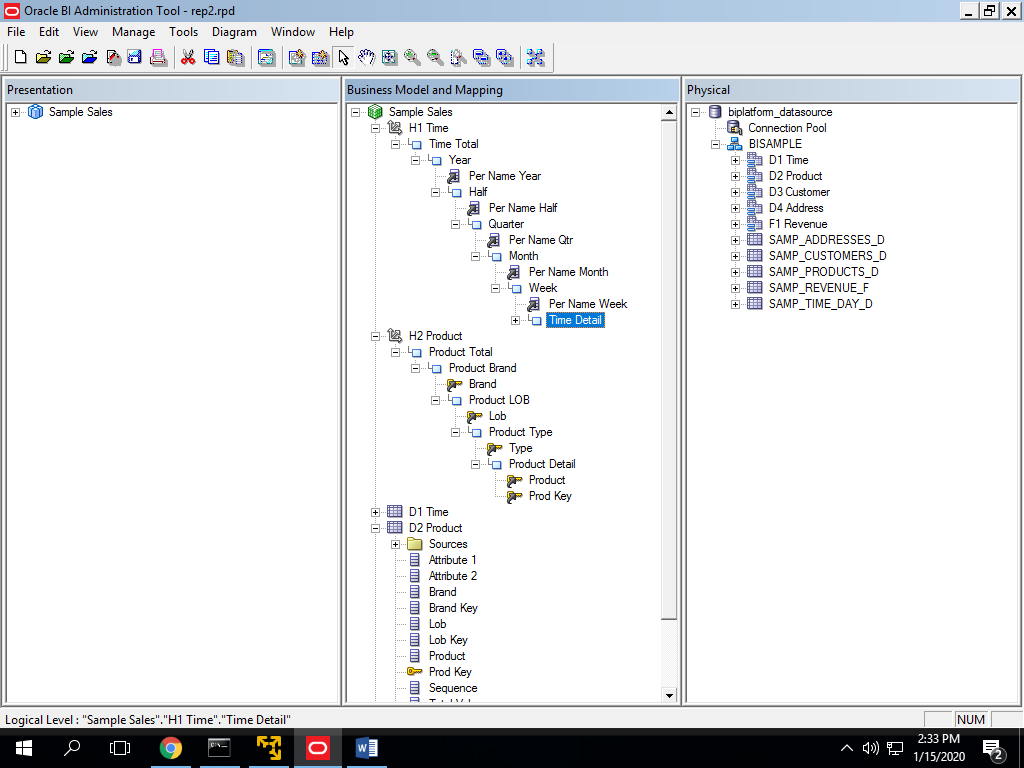 Oracle BI Administration Tool - rep2.rpd
File Edit View Manage Tools Diagram Window Help
Presentation
Sample Sales
Business Model and Mapping
Sample Sales
H1 Time
Time Total
Year
Per Name Year
Half
Per Name Half
Quarter
Per Name Qtr
Month
Per Name Month
Week
Per Name Week
Time Detail
H2 Product
Product Total
Product Brand
Brand
Product LOB
Lob
Product Type
Type
Product Detail
Product
Prod Key
D1 Time
D2 Product
Sources
Attribute 1
Attribute 2
Brand
Brand Key
Lob
Lob Key
Product
Prod Key
Sequence
Physical
biplatform_datasource
Connection Pool
BISAMPLE
D1 Time
D2 Product
D3 Customer
D4 Address
F1 Revenue
SAMP_ADDRESSES_D
SAMP_CUSTOMERS_D
SAMP_PRODUCTS_D
SAMP_REVENUE_F
SAMP_TIME_DAY_D
Logical Level : "Sample Sales"."H1 Time"."Time Detail"
NUM
2:33 PM
1/15/2020
2